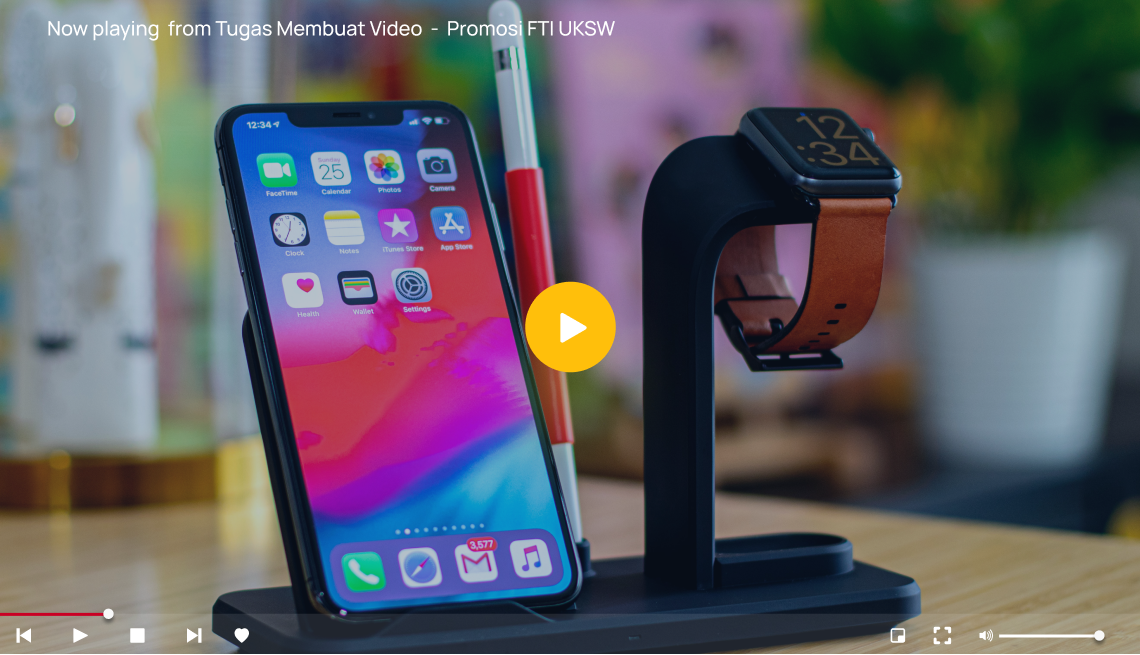 Now playing  from Tugas Membuat Video  -  Promosi FTI UKSW
12:34
12
:34
Sunday
25
FaceTime
Calendar
Photos
Camera
Clock
Notes
iTunes Store
App Store
Health
Wallet
Settings
3,577